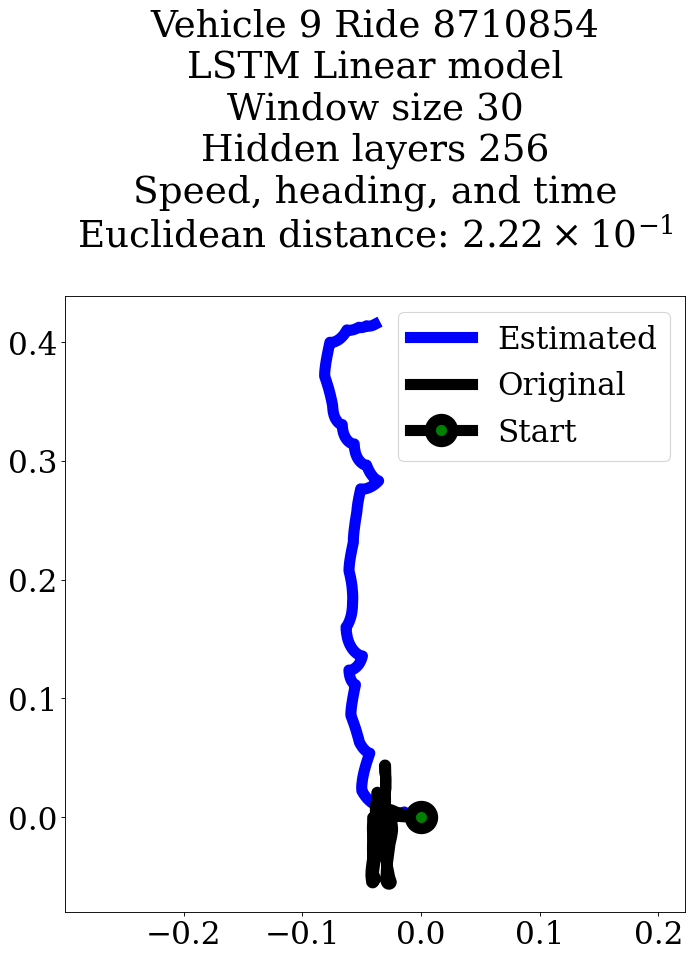 Vehicle 9 Ride 8710854
LSTM Linear model
Window size 30
Hidden layers 256
Speed, heading, and time
Euclidean distance: 2.22 × 10⁻¹
Estimated
Original
Start
0.4
0.3
0.2
0.1
0.0
−0.2
−0.1
0.0
0.1
0.2